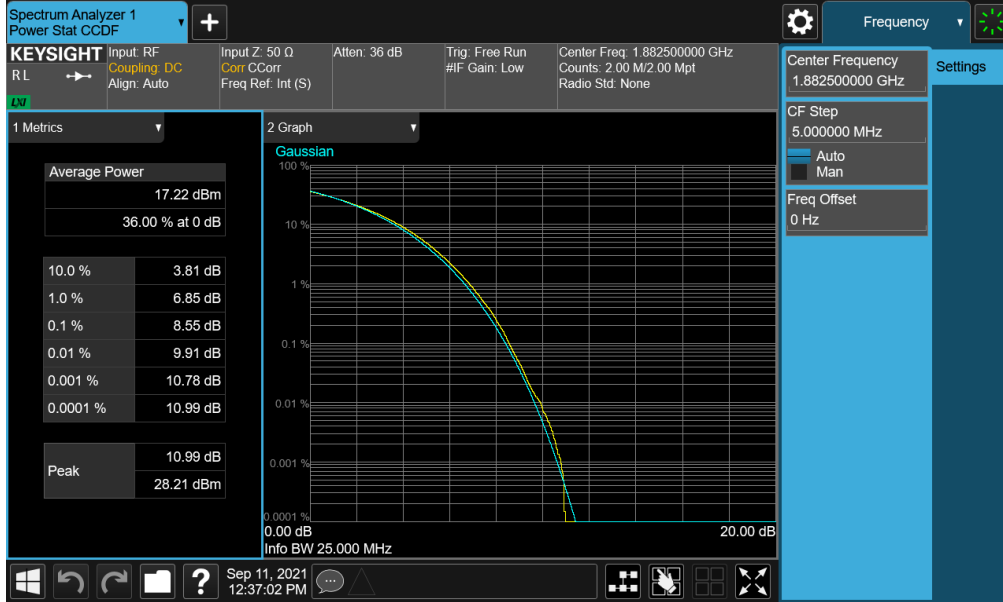 Spectrum Analyzer 1
Power Stat CCDF
Frequency
KEYSIGHT
Input: RF
Input Z: 50 Ω
Atten: 36 dB
Trig: Free Run
Center Freq: 1.882500000 GHz
RL
Coupling: DC
Corr CCorr
#IF Gain: Low
Counts: 2.00 M/2.00 Mpt
Align: Auto
Freq Ref: Int (S)
Radio Std: None
LXI
Center Frequency
1.882500000 GHz
Settings
CF Step
5.000000 MHz
Auto
Man
Freq Offset
0 Hz
1 Metrics
Average Power
17.22 dBm
36.00 % at 0 dB
10.0 % 3.81 dB
1.0 % 6.85 dB
0.1 % 8.55 dB
0.01 % 9.91 dB
0.001 % 10.78 dB
0.0001 % 10.99 dB
Peak
10.99 dB
28.21 dBm
2 Graph
Gaussian
100 %
10 %
1 %
0.1 %
0.01 %
0.001 %
0.0001 %
0.00 dB
20.00 dB
Info BW 25.000 MHz
?
Sep 11, 2021
12:37:02 PM